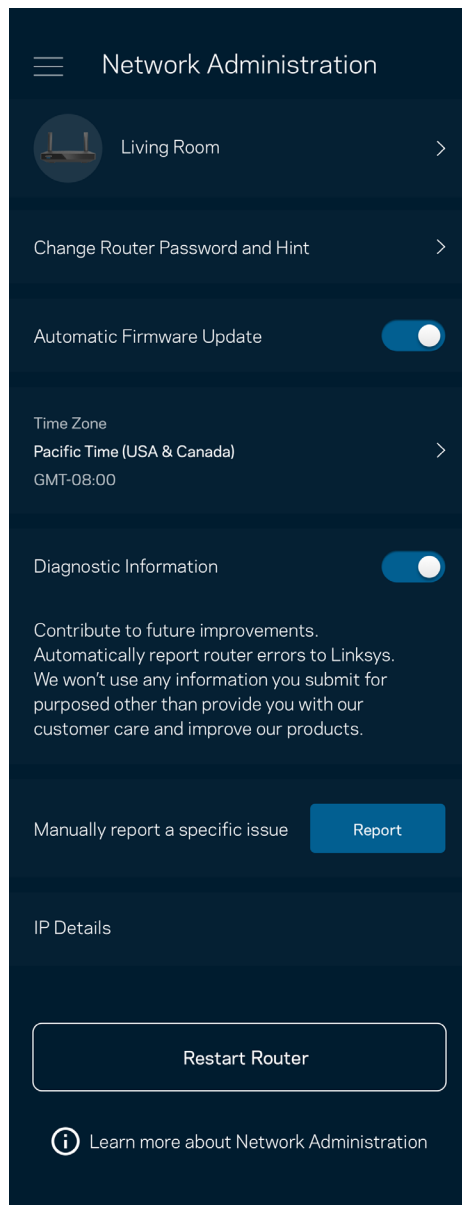 Network Administration
Living Room
Change Router Password and Hint
Automatic Firmware Update
Time Zone
Pacific Time (USA & Canada)
GMT-08:00
Diagnostic Information
Contribute to future improvements.
Automatically report router errors to Linksys.
We won't use any information you submit for
purposed other than provide you with our
customer care and improve our products.
Manually report a specific issue
Report
IP Details
Restart Router
Learn more about Network Administration